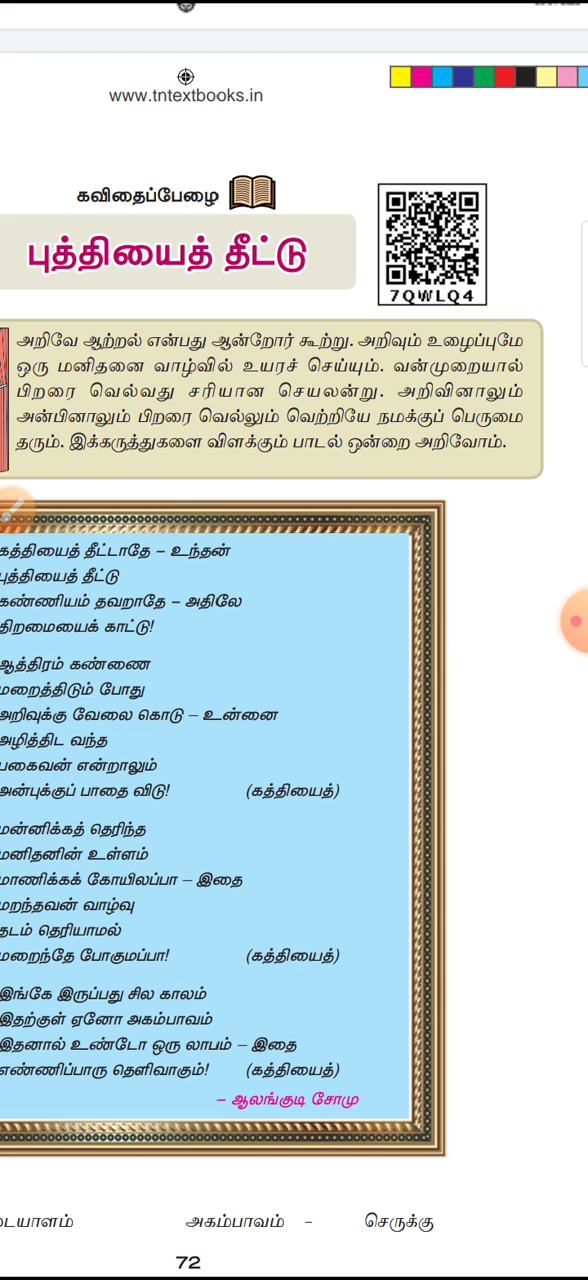 www.tntextbooks.in
கவிதைப்பேழை
புத்தியைத் தீட்டு
7QWLQ4
அறிவே ஆற்றல் என்பது ஆன்றோர் கூற்று. அறிவும் உழைப்புமே
ஒரு மனிதனை வாழ்வில் உயரச் செய்யும். வன்முறையால்
பிறரை வெல்வது சரியான செயலன்று. அறிவினாலும்
அன்பினாலும் பிறரை வெல்லும் வெற்றியே நமக்குப் பெருமை
தரும். இக்கருத்துகளை விளக்கும் பாடல் ஒன்றை அறிவோம்.
கத்தியைத் தீட்டாதே – உந்தன்
புத்தியைத் தீட்டு
கண்ணியம் தவறாதே – அதிலே
திறமையைக் காட்டு!
ஆத்திரம் கண்ணை
மறைத்திடும் போது
அறிவுக்கு வேலை கொடு – உன்னை
அழித்திட வந்த
பகைவன் என்றாலும்
அன்புக்குப் பாதை விடு! (கத்தியைத்)
மன்னிக்கத் தெரிந்த
மனிதனின் உள்ளம்
மாணிக்கக் கோயிலப்பா – இதை
மறந்தவன் வாழ்வு
தடம் தெரியாமல்
மறைந்தே போகுமப்பா! (கத்தியைத்)
இங்கே இருப்பது சில காலம்
இதற்குள் ஏனோ அகம்பாவம்
இதனால் உண்டோ ஒரு லாபம் – இதை
எண்ணிப்பாரு தெளிவாகும்! (கத்தியைத்)
– ஆலங்குடி சோமு
டையாளம் அகம்பாவம் - செருக்கு
72